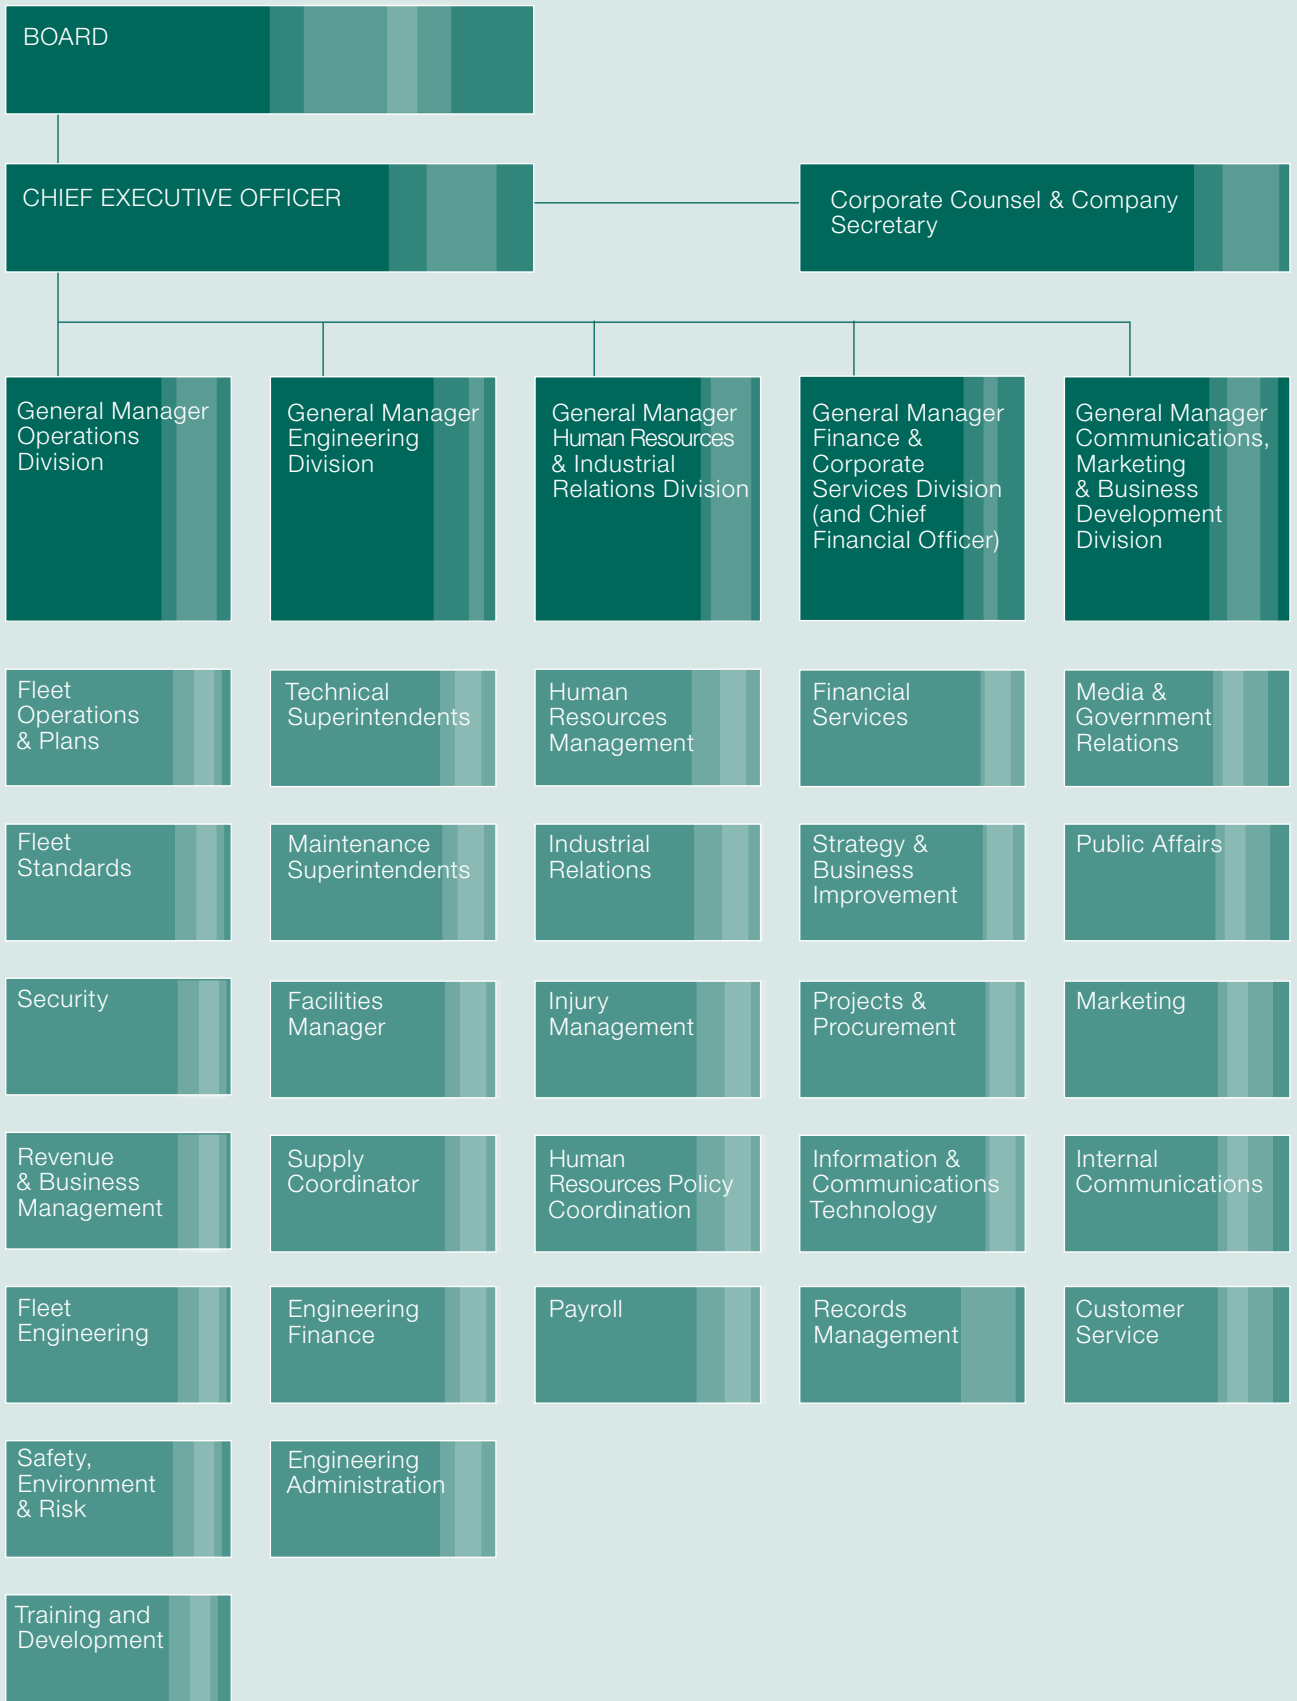 BOARD
CHIEF EXECUTIVE OFFICER
Corporate Counsel & Company
Secretary
General Manager
Operations
Division
General Manager
Engineering
Division
General Manager
Human Resources
& Industrial
Relations Division
General Manager
Finance &
Corporate
Services Division
(and Chief
Financial Officer)
General Manager
Communications,
Marketing
& Business
Development
Division
Fleet
Operations
& Plans
Technical
Superintendents
Human
Resources
Management
Financial
Services
Media &
Government
Relations
Fleet
Standards
Maintenance
Superintendents
Industrial
Relations
Strategy &
Business
Improvement
Public Affairs
Security
Facilities
Manager
Injury
Management
Projects &
Procurement
Marketing
Revenue
& Business
Management
Supply
Coordinator
Human
Resources Policy
Coordination
Information &
Communications
Technology
Internal
Communications
Fleet
Engineering
Engineering
Finance
Payroll
Records
Management
Customer
Service
Safety,
Environment
& Risk
Engineering
Administration
Training and
Development